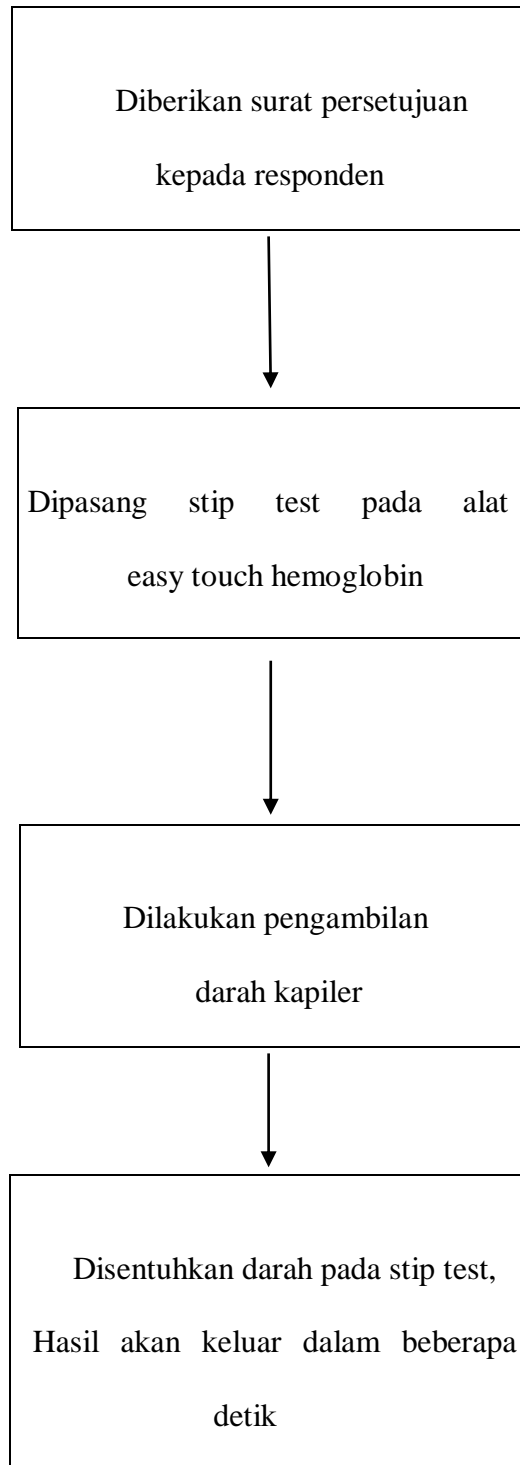 Diberikan surat persetujuan
kepada responden
Dipasang stip test pada alat
easy touch hemoglobin
Dilakukan pengambilan
darah kapiler
Disentuhkan darah pada stip test,
Hasil akan keluar dalam beberapa
detik